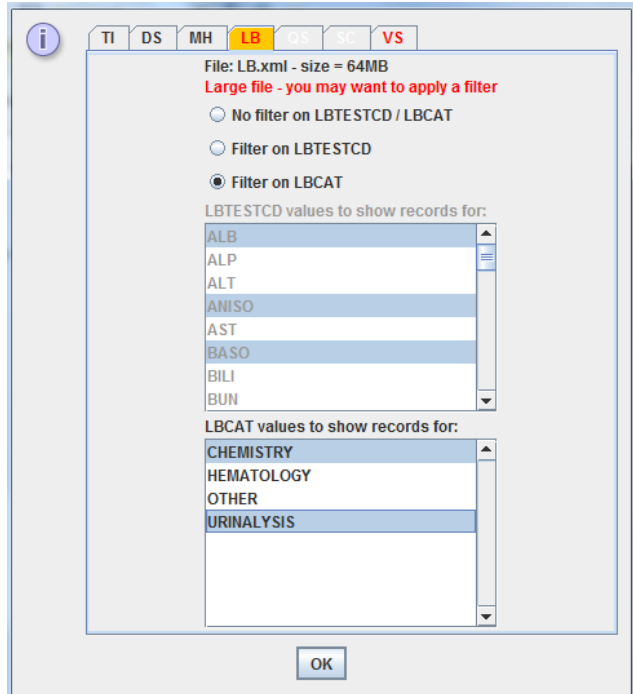 TI DS MH LB QS SC VS
File: LB.xml - size = 64MB
Large file - you may want to apply a filter
No filter on LBTESTCD / LBCAT
Filter on LBTESTCD
Filter on LBCAT
LBTESTCD values to show records for:
ALB
ALP
ALT
ANISO
AST
BASO
BILI
BUN
LBCAT values to show records for:
CHEMISTRY
HEMATOLOGY
OTHER
URINALYSIS
OK